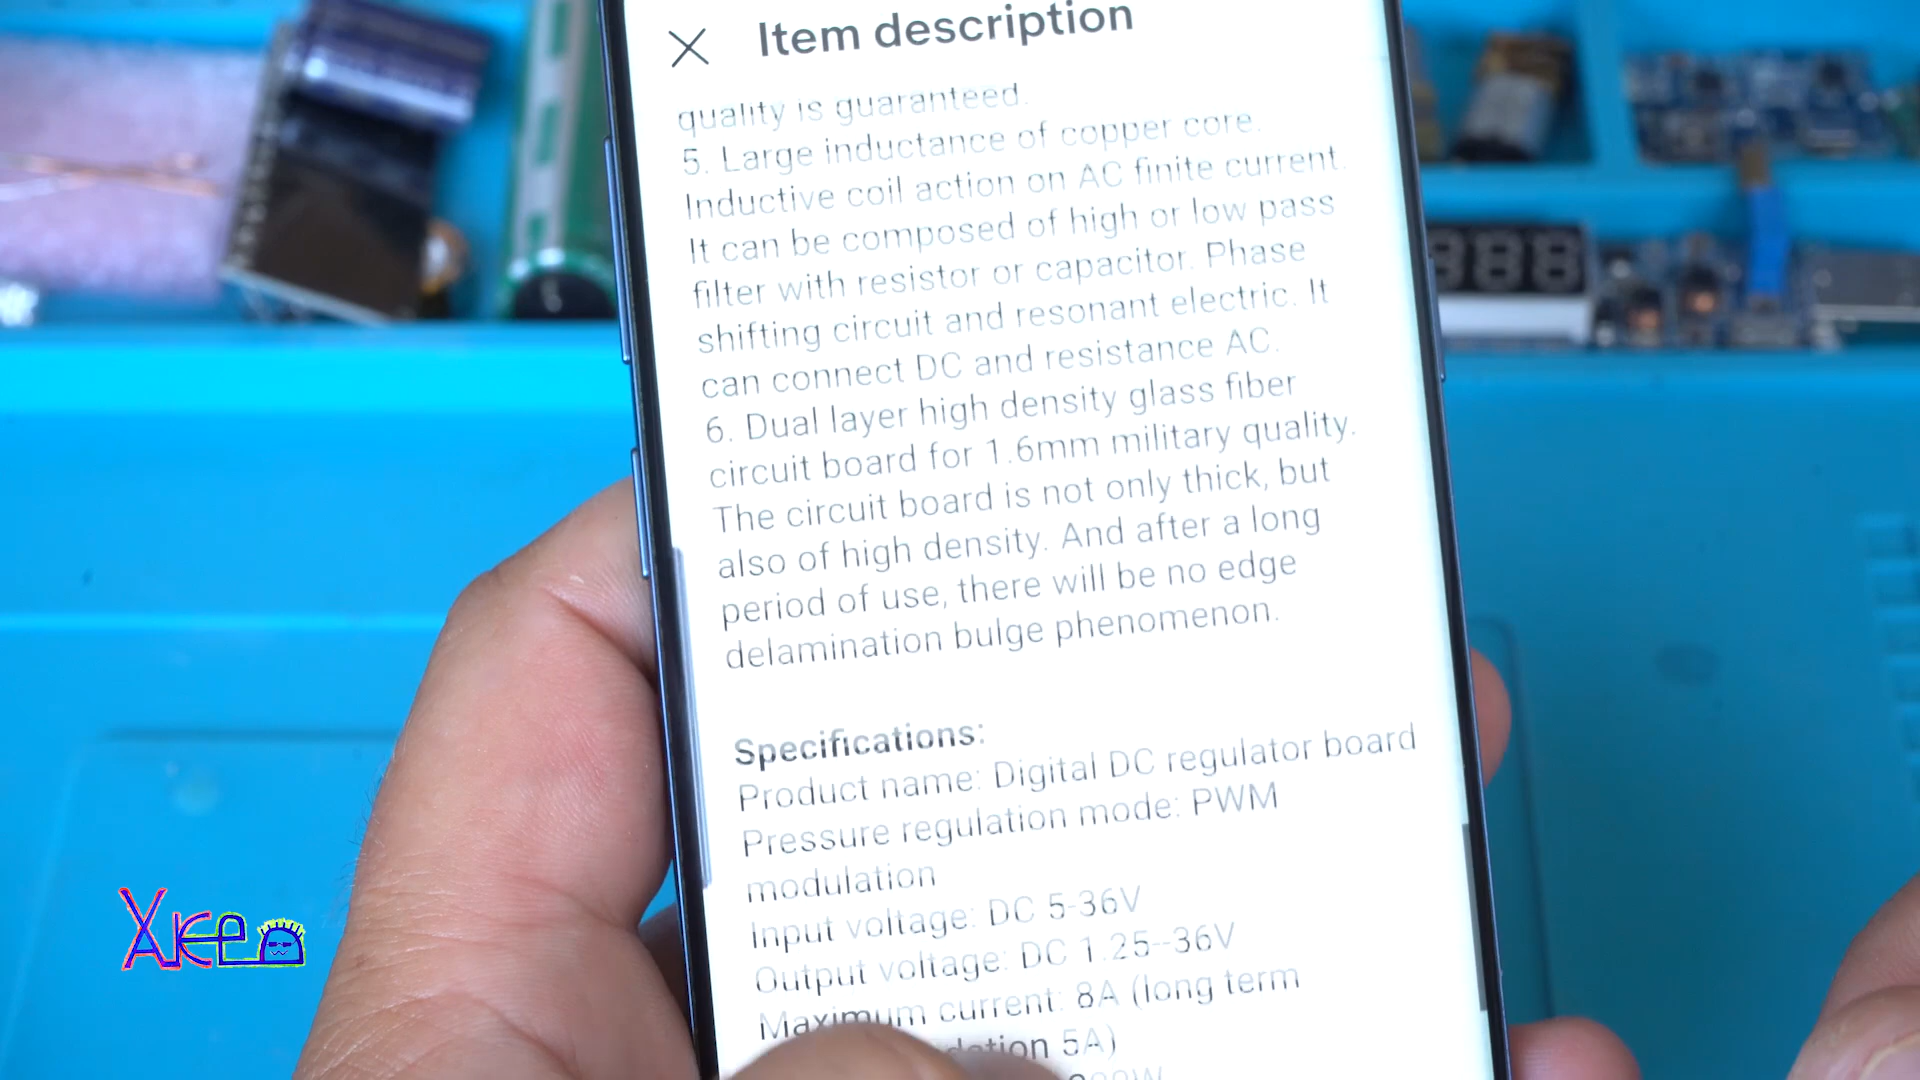 Item description
quality is guaranteed.
5. Large inductance of copper core.
Inductive coil action on AC finite current.
It can be composed of high or low pass
filter with resistor or capacitor. Phase
shifting circuit and resonant electric. It
can connect DC and resistance AC.
6. Dual layer high density glass fiber
circuit board for 1.6mm military quality.
The circuit board is not only thick, but
also of high density. And after a long
period of use, there will be no edge
delamination bulge phenomenon.
Specifications:
Product name: Digital DC regulator board
Pressure regulation mode: PWM
modulation
Input voltage: DC 5-36V
Output voltage: DC 1.25--36V
Maximum current: 8A (long term
5A)
888